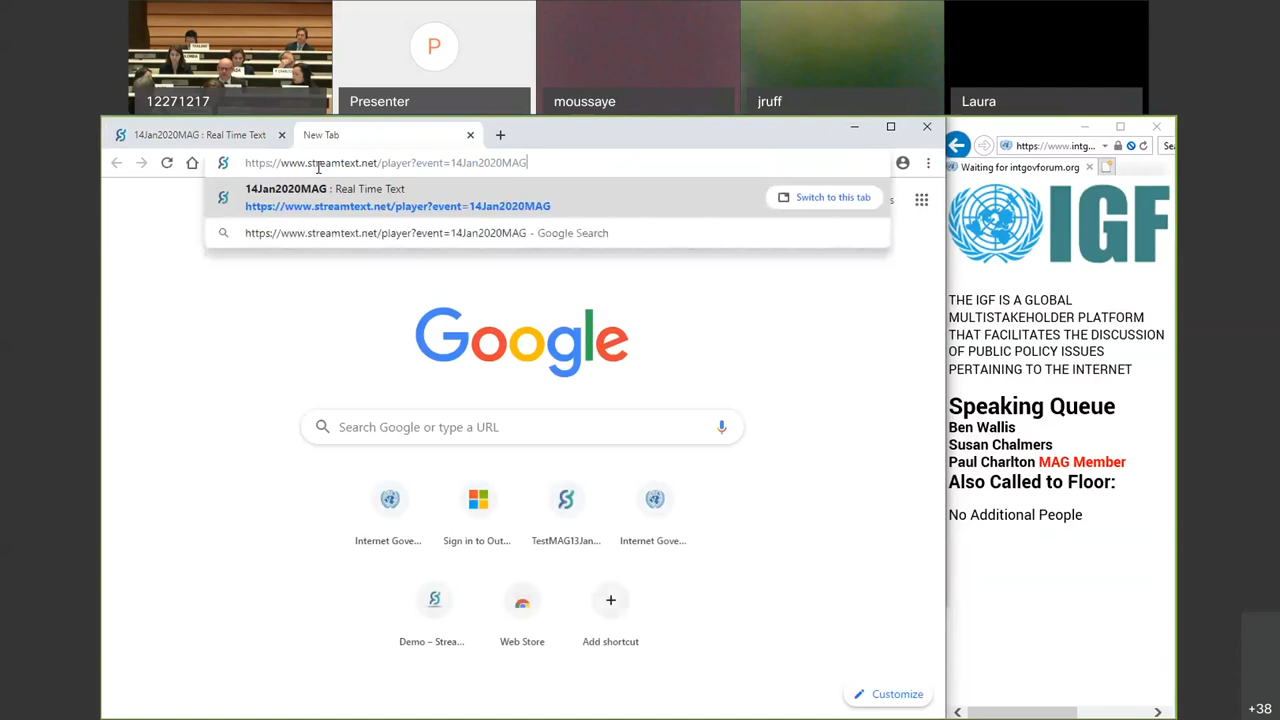 12271217
P
Presenter
moussaye
jruff
Laura
14Jan2020MAG : Real Time Text
New Tab
https://www.streamtext.net/player?event=14Jan2020MAG
14Jan2020MAG : Real Time Text
https://www.streamtext.net/player?event=14Jan2020MAG
Switch to this tab
https://www.streamtext.net/player?event=14Jan2020MAG - Google Search
s
Google
Search Google or type a URL
Internet Gove...
Sign in to Out...
TestMAG13Jan...
Internet Gove...
Demo – Strea...
Web Store
Add shortcut
Customize
https://www.intg...
Sea
Waiting for intgovforum.org
IGF
THE IGF IS A GLOBAL
MULTISTAKEHOLDER PLATFORM
THAT FACILITATES THE DISCUSSION
OF PUBLIC POLICY ISSUES
PERTAINING TO THE INTERNET
Speaking Queue
Ben Wallis
Susan Chalmers
Paul Charlton MAG Member
Also Called to Floor:
No Additional People
+38